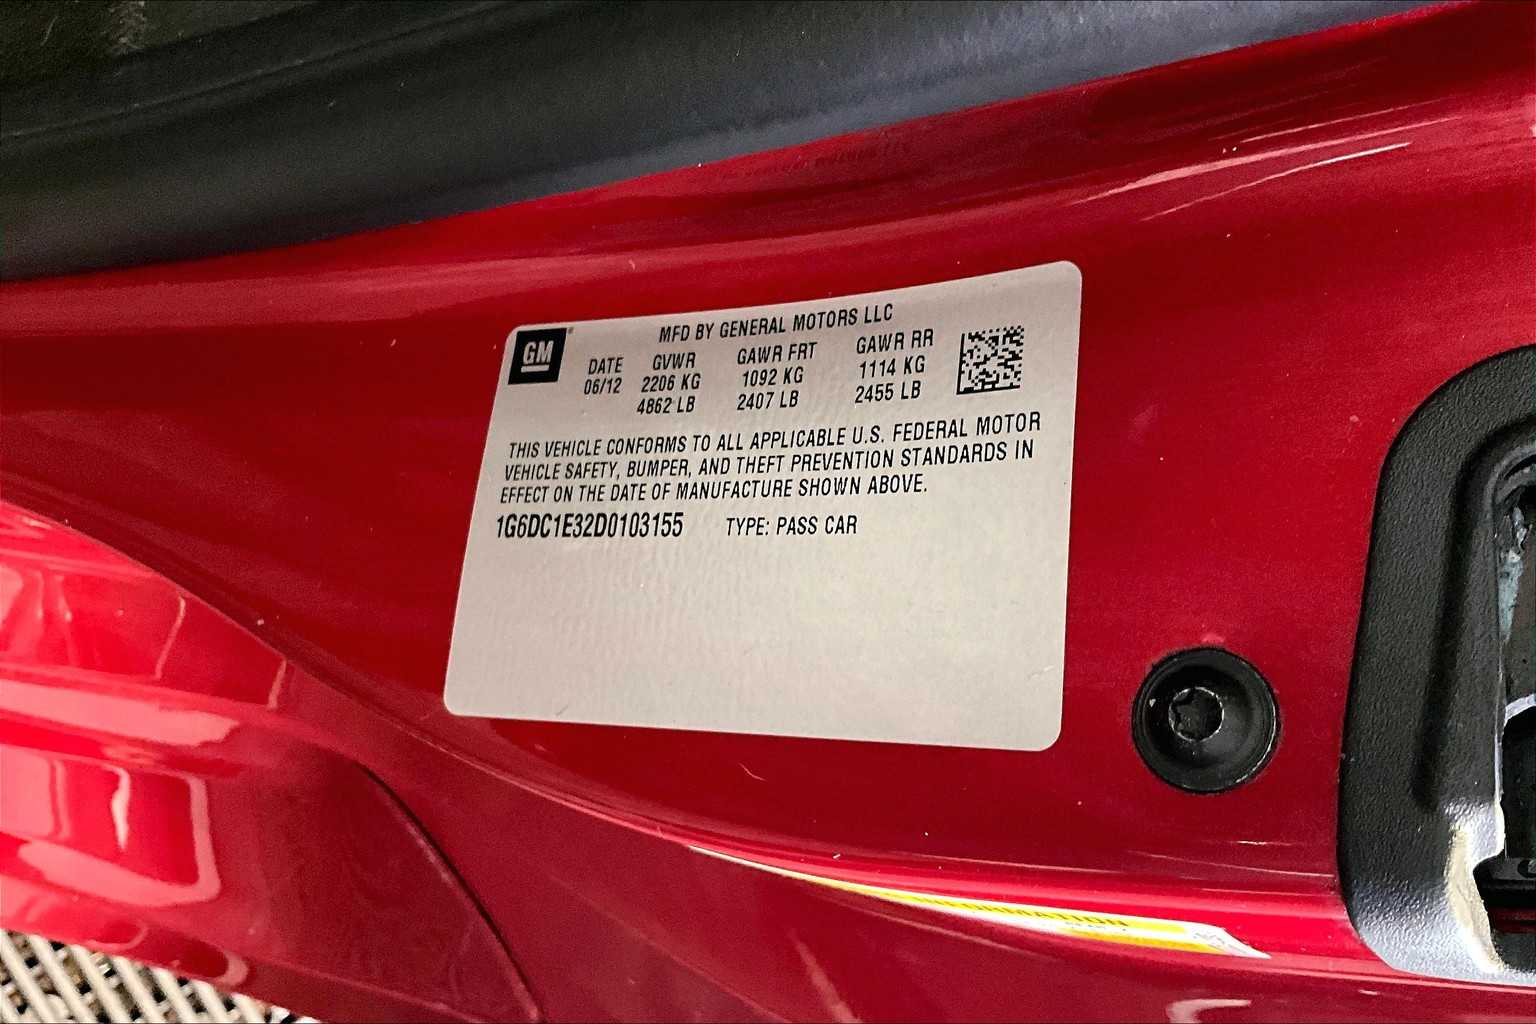 MFD BY GENERAL MOTORS LLC
GM
DATE GVWR GAWR FRT GAWR RR
06/12 2206 KG 1092 KG 1114 KG
4862 LB 2407 LB 2455 LB
THIS VEHICLE CONFORMS TO ALL APPLICABLE U.S. FEDERAL MOTOR
VEHICLE SAFETY, BUMPER, AND THEFT PREVENTION STANDARDS IN
EFFECT ON THE DATE OF MANUFACTURE SHOWN ABOVE.
1G6DC1E32D0103155 TYPE: PASS CAR
INFORMATION